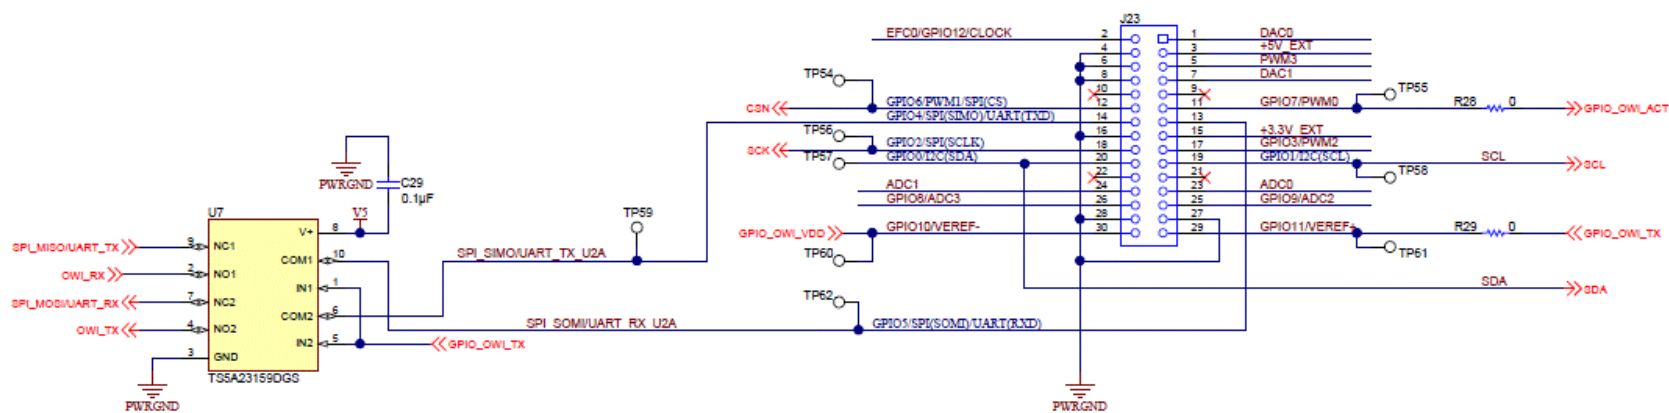 J23
EFC0/GPIO12/CLOCK 2 1 DAC0
4 3 +5V_EXT
6 5 PWM3
TP54 8 7 DAC1
10 9 TP55
CSN GPIO6/PWM1/SPI(CS) 12 11 GPIO7/PWM0 R28 0 GPIO_OWI_ACT
GPIO4/SPI(SIMO)/UART(TXD) 14 13
TP56 16 15 +3.3V_EXT
SCK GPIO2/SPI(SCLK) 18 17 GPIO3/PWM2
TP57 GPIO0/I2C(SDA) 20 19 GPIO1/I2C(SCL) SCL SCL
22 21 TP58
ADC1 24 23 ADC0
GPIO8/ADC3 26 25 GPIO9/ADC2
28 27
GPIO_OWI_VDD GPIO10/VEREF- 30 29 GPIO11/VEREF+ R29 0 GPIO_OWI_TX
TP60 TP61
SDA SDA
TP62
GPIO5/SPI(SOMI)/UART(RXD)
PWRGND
PWRGND
C29
0.1µF
V5
TP59
U7
V+ 8
SPI_MISO/UART_TX 9 NC1
COM1 10 SPI_SIMO/UART_TX_U2A
OWI_RX 2 NO1
IN1 1
SPI_MOSI/UART_RX 7 NC2
COM2 6 SPI_SOMI/UART_RX_U2A
OWI_TX 4 NO2
IN2 5 GPIO_OWI_TX
3 GND
TS5A23159DGS
PWRGND